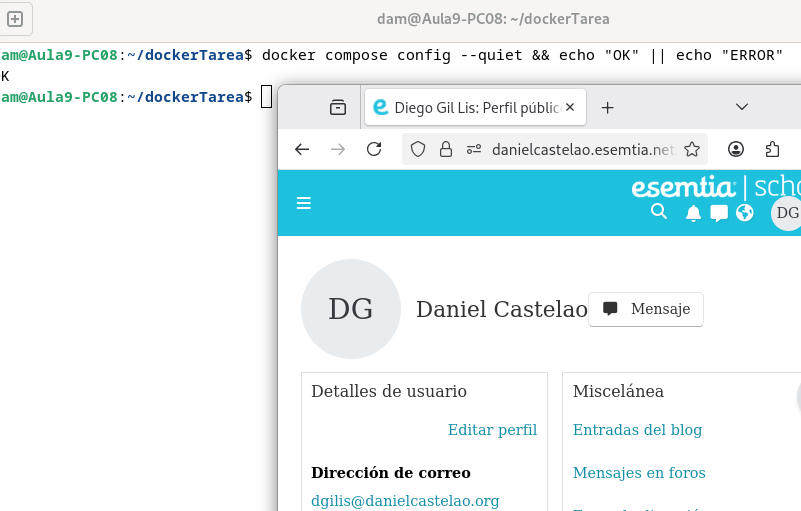 dam@Aula9-PC08: ~/dockerTarea
am@Aula9-PC08:~/dockerTarea$ docker compose config --quiet && echo "OK" || echo "ERROR"
K
am@Aula9-PC08:~/dockerTarea$
Diego Gil Lis: Perfil públic
danielcastelao.esemtia.net
esemtia | scho
DG
DG
Daniel Castelao
Mensaje
Detalles de usuario
Editar perfil
Dirección de correo
dgilis@danielcastelao.org
Miscelánea
Entradas del blog
Mensajes en foros